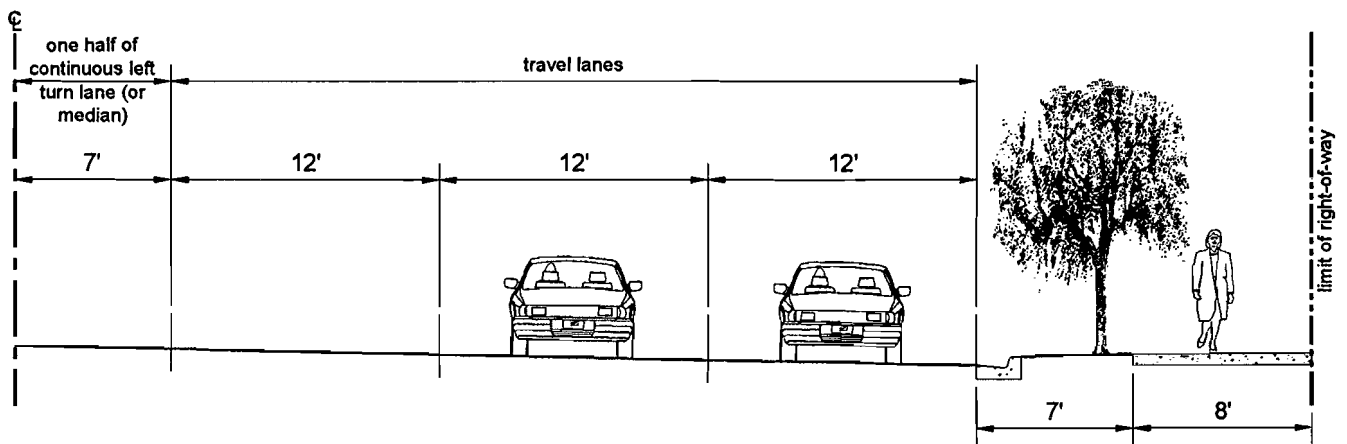 ℄
one half of
continuous left
turn lane (or
median)
travel lanes
7'
12'
12'
12'
limit of right-of-way
7'
8'